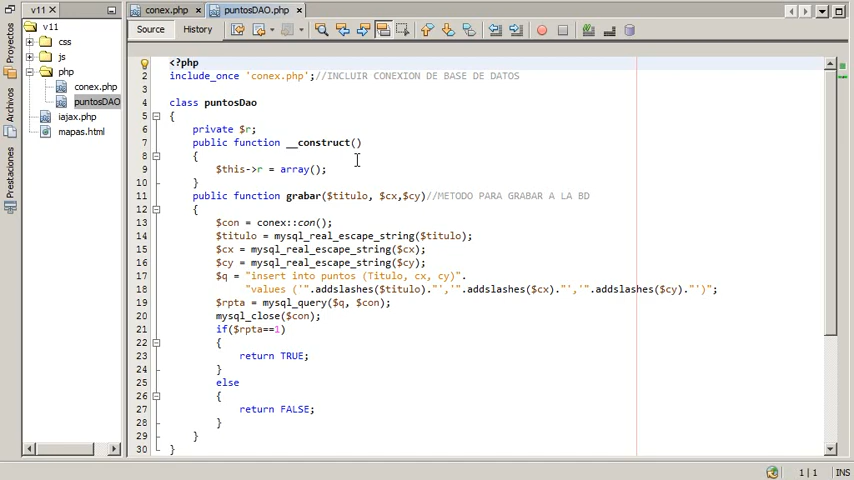 v11
conex.php
puntosDAO.php
Source
History
Proyectos
Archivos
Prestaciones
v11
css
js
php
conex.php
puntosDAO
iajax.php
mapas.html
1 <?php
2 include_once 'conex.php';//INCLUIR CONEXION DE BASE DE DATOS
3
4 class puntosDao
5 {
6 private $r;
7 public function __construct()
8 {
9 $this->r = array();
10 }
11 public function grabar($titulo, $cx,$cy)//METODO PARA GRABAR A LA BD
12 {
13 $con = conex::con();
14 $titulo = mysql_real_escape_string($titulo);
15 $cx = mysql_real_escape_string($cx);
16 $cy = mysql_real_escape_string($cy);
17 $q = "insert into puntos (Titulo, cx, cy)".
18 "values ('".addslashes($titulo)."','".addslashes($cx)."','".addslashes($cy)."')";
19 $rpta = mysql_query($q, $con);
20 mysql_close($con);
21 if($rpta==1)
22 {
23 return TRUE;
24 }
25 else
26 {
27 return FALSE;
28 }
29 }
30 }
1 | 1
INS